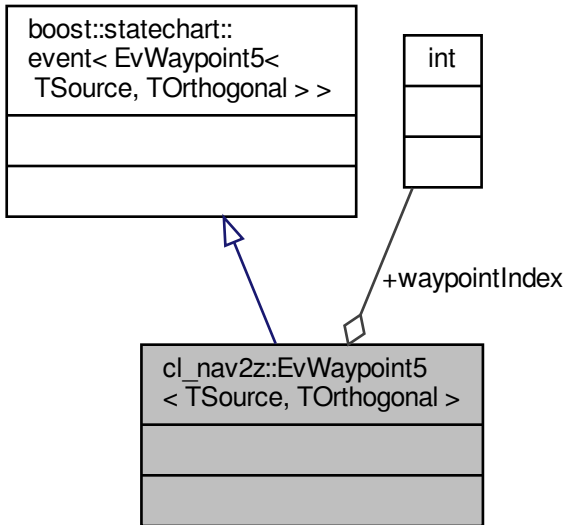 boost::statechart::
event< EvWaypoint5<
TSource, TOrthogonal > >
int
+waypointIndex
cl_nav2z::EvWaypoint5
< TSource, TOrthogonal >